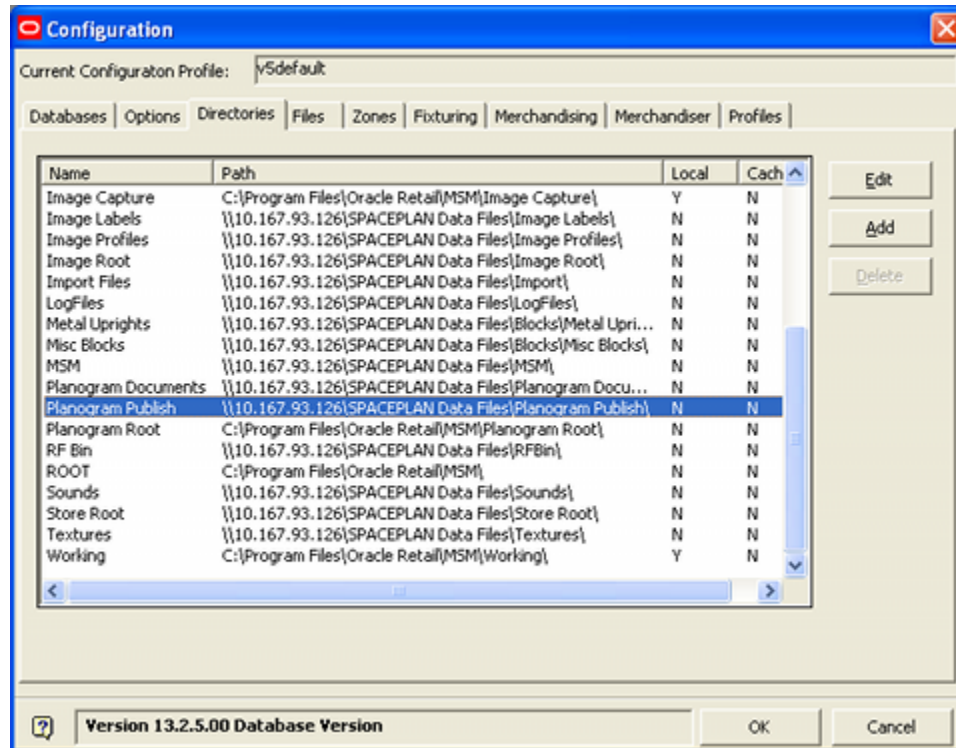 Configuration
Current Configuraton Profile: v5default
Databases Options Directories Files Zones Fixturing Merchandising Merchandiser Profiles
Name Path Local Cach
Image Capture C:\Program Files\Oracle Retail\MSM\Image Capture\ Y N
Image Labels \\10.167.93.126\SPACEPLAN Data Files\Image Labels\ N N
Image Profiles \\10.167.93.126\SPACEPLAN Data Files\Image Profiles\ N N
Image Root \\10.167.93.126\SPACEPLAN Data Files\Image Root\ N N
Import Files \\10.167.93.126\SPACEPLAN Data Files\Import\ N N
LogFiles \\10.167.93.126\SPACEPLAN Data Files\LogFiles\ N N
Metal Uprights \\10.167.93.126\SPACEPLAN Data Files\Blocks\Metal Upri... N N
Misc Blocks \\10.167.93.126\SPACEPLAN Data Files\Blocks\Misc Blocks\ N N
MSM \\10.167.93.126\SPACEPLAN Data Files\MSM\ N N
Planogram Documents \\10.167.93.126\SPACEPLAN Data Files\Planogram Docu... N N
Planogram Publish \\10.167.93.126\SPACEPLAN Data Files\Planogram Publish\ N N
Planogram Root C:\Program Files\Oracle Retail\MSM\Planogram Root\ N N
RF Bin \\10.167.93.126\SPACEPLAN Data Files\RFBin\ N N
ROOT C:\Program Files\Oracle Retail\MSM\ N N
Sounds \\10.167.93.126\SPACEPLAN Data Files\Sounds\ N N
Store Root \\10.167.93.126\SPACEPLAN Data Files\Store Root\ N N
Textures \\10.167.93.126\SPACEPLAN Data Files\Textures\ N N
Working C:\Program Files\Oracle Retail\MSM\Working\ Y N
Edit
Add
Delete
Version 13.2.5.00 Database Version
OK Cancel